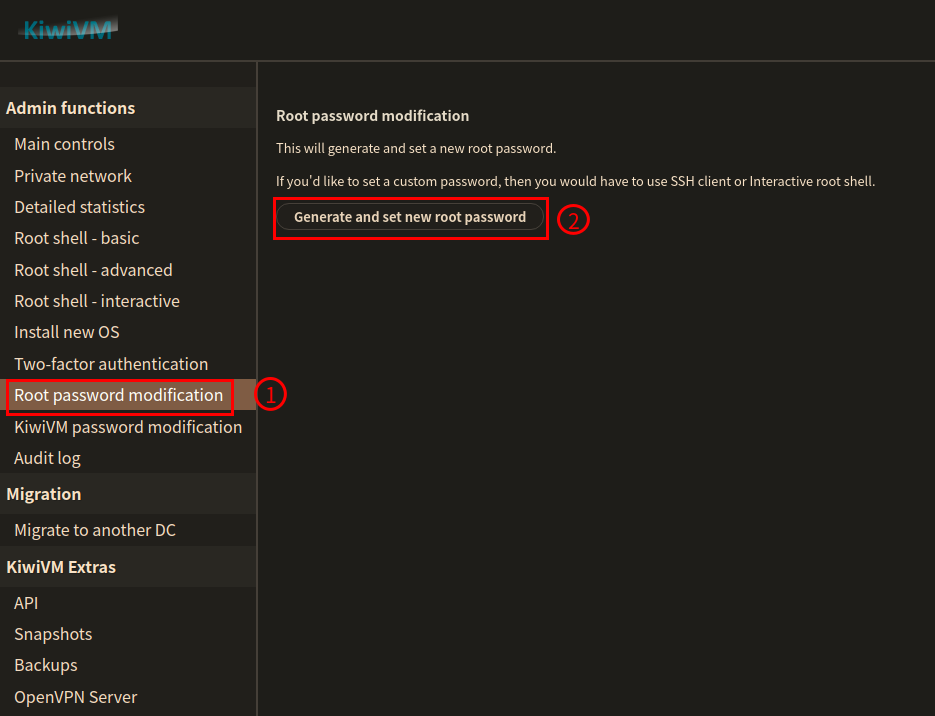 KiwiVM
Admin functions
Main controls
Private network
Detailed statistics
Root shell - basic
Root shell - advanced
Root shell - interactive
Install new OS
Two-factor authentication
Root password modification
①
KiwiVM password modification
Audit log
Migration
Migrate to another DC
KiwiVM Extras
API
Snapshots
Backups
OpenVPN Server
Root password modification
This will generate and set a new root password.
If you'd like to set a custom password, then you would have to use SSH client or Interactive root shell.
Generate and set new root password
②